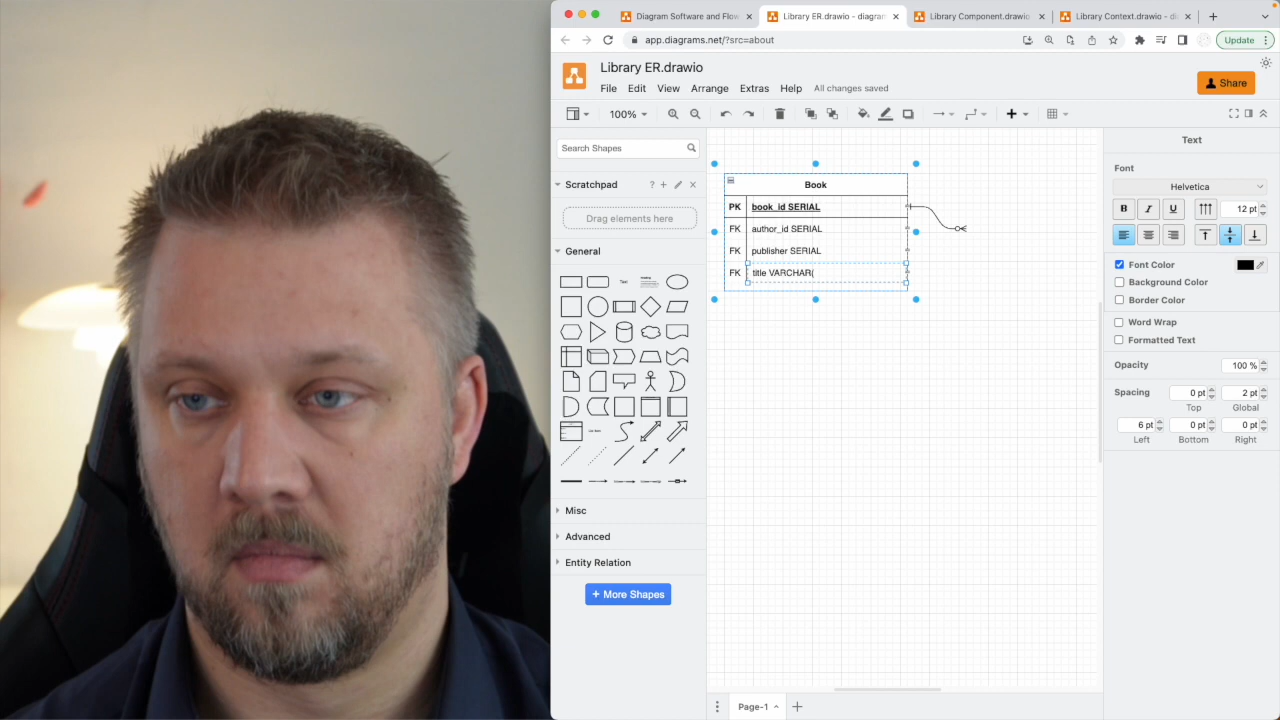 Diagram Software and Flow
Library ER.drawio - diagran
Library Component.drawio
Library Context.drawio - dia
app.diagrams.net/?src=about
Update
Library ER.drawio
File Edit View Arrange Extras Help All changes saved
Share
100%
Search Shapes
Scratchpad
?
Drag elements here
General
Text
Misc
Advanced
Entity Relation
+ More Shapes
Book
PK book_id SERIAL
FK author_id SERIAL
FK publisher SERIAL
FK title VARCHAR(
Page-1
Text
Font
Helvetica
B I U 12 pt
Font Color
Background Color
Border Color
Word Wrap
Formatted Text
Opacity 100 %
Spacing 0 pt 2 pt
Top Global
6 pt 0 pt 0 pt
Left Bottom Right